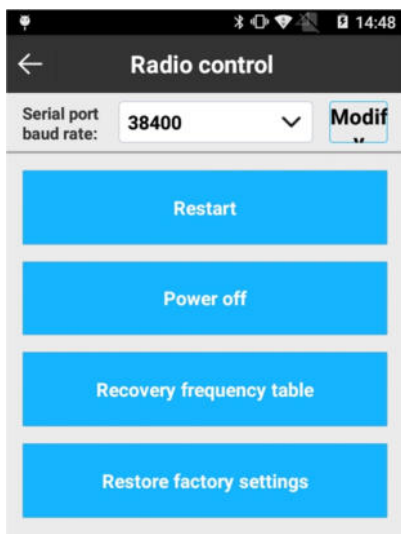 14:48
Radio control
Serial port
baud rate:
38400
Modif
Restart
Power off
Recovery frequency table
Restore factory settings